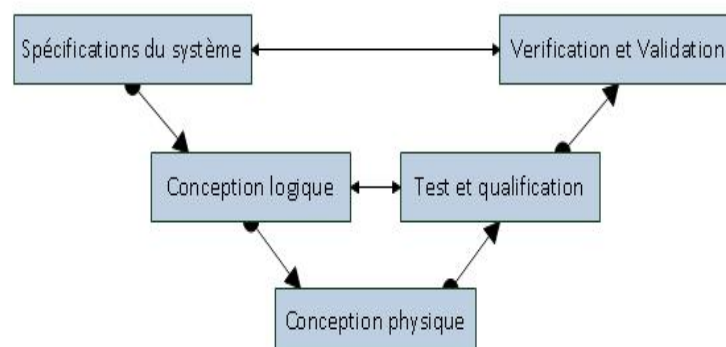 Spécifications du système
Verification et Validation
Conception logique
Test et qualification
Conception physique